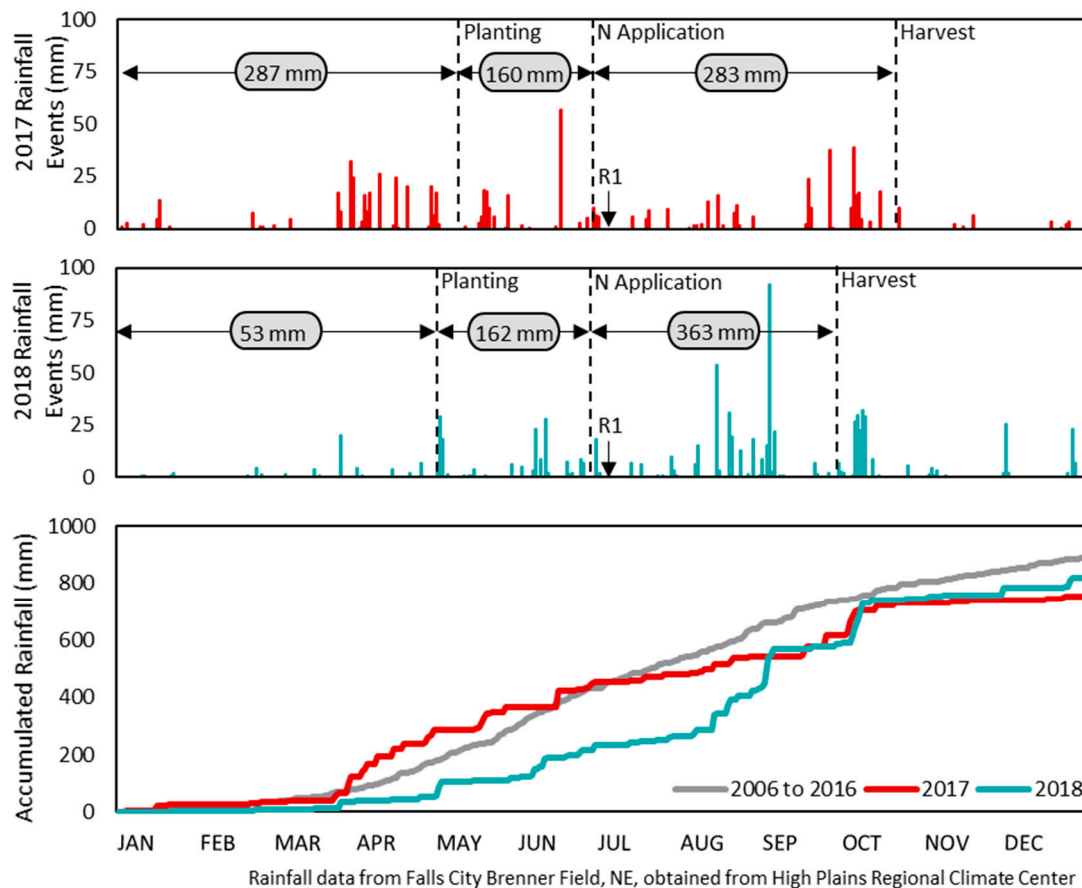 100
75
50
25
0
2017 Rainfall
Events (mm)
Planting
N Application
Harvest
287 mm
160 mm
283 mm
R1
100
75
50
25
0
2018 Rainfall
Events (mm)
Planting
N Application
Harvest
53 mm
162 mm
363 mm
R1
1000
800
600
400
200
0
Accumulated Rainfall (mm)
2006 to 2016
2017
2018
JAN FEB MAR APR MAY JUN JUL AUG SEP OCT NOV DEC
Rainfall data from Falls City Brenner Field, NE, obtained from High Plains Regional Climate Center